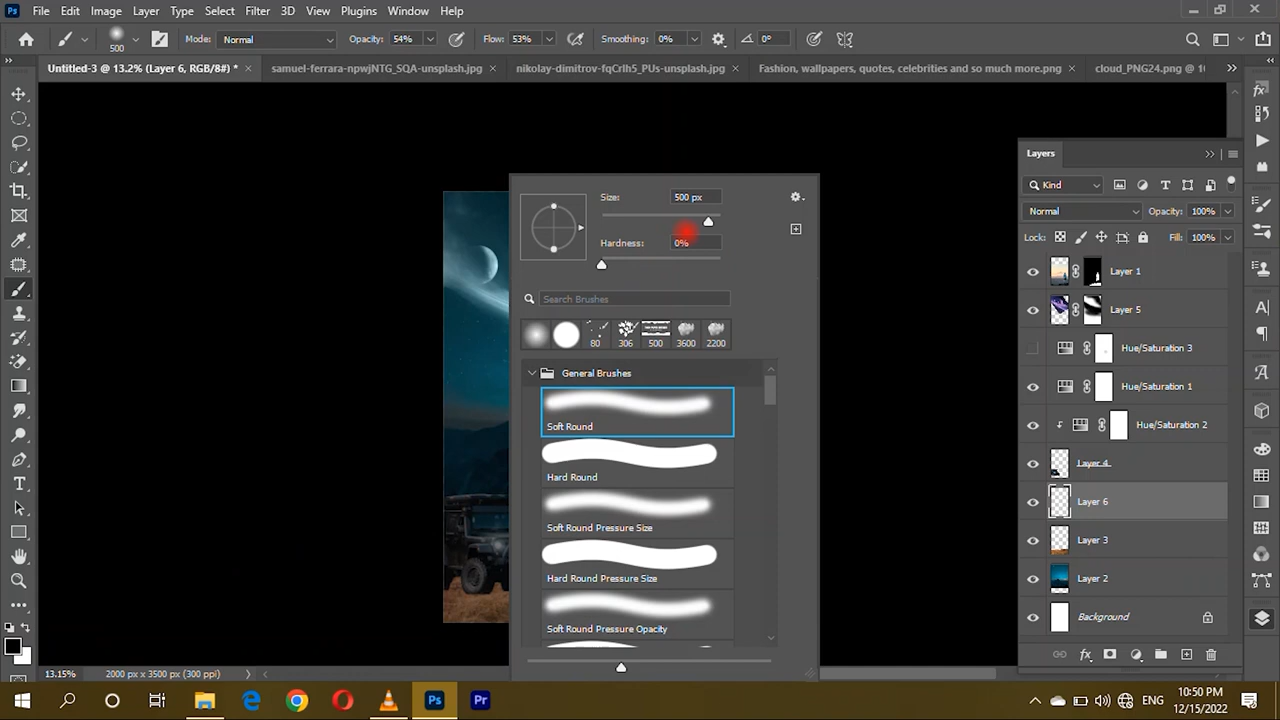 Ps File Edit Image Layer Type Select Filter 3D View Plugins Window Help
500 Mode: Normal Opacity: 54% Flow: 53% Smoothing: 0% 0°
Untitled-3 @ 13.2% (Layer 6, RGB/8#) * × samuel-ferrara-npwjNTG_SQA-unsplash.jpg × nikolay-dimitrov-fqCrlh5_PUs-unsplash.jpg × Fashion, wallpapers, quotes, celebrities and so much more.png × cloud_PNG24.png @ 10
Layers
Kind
Normal Opacity: 100%
Lock: Fill: 100%
Layer 1
Layer 5
Hue/Saturation 3
Hue/Saturation 1
Hue/Saturation 2
Layer 4
Layer 6
Layer 3
Layer 2
Background
Size: 500 px
Hardness: 0%
Search Brushes
80 306 500 3600 2200
General Brushes
Soft Round
Hard Round
Soft Round Pressure Size
Hard Round Pressure Size
Soft Round Pressure Opacity
13.15% 2000 px x 3500 px (300 ppi)
Ps Pr ENG 10:50 PM
12/15/2022